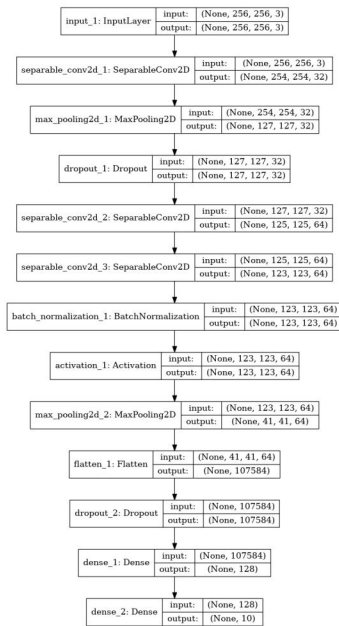 input_1: InputLayer input: (None, 256, 256, 3)
output: (None, 256, 256, 3)
separable_conv2d_1: SeparableConv2D input: (None, 256, 256, 3)
output: (None, 254, 254, 32)
max_pooling2d_1: MaxPooling2D input: (None, 254, 254, 32)
output: (None, 127, 127, 32)
dropout_1: Dropout input: (None, 127, 127, 32)
output: (None, 127, 127, 32)
separable_conv2d_2: SeparableConv2D input: (None, 127, 127, 32)
output: (None, 125, 125, 64)
separable_conv2d_3: SeparableConv2D input: (None, 125, 125, 64)
output: (None, 123, 123, 64)
batch_normalization_1: BatchNormalization input: (None, 123, 123, 64)
output: (None, 123, 123, 64)
activation_1: Activation input: (None, 123, 123, 64)
output: (None, 123, 123, 64)
max_pooling2d_2: MaxPooling2D input: (None, 123, 123, 64)
output: (None, 41, 41, 64)
flatten_1: Flatten input: (None, 41, 41, 64)
output: (None, 107584)
dropout_2: Dropout input: (None, 107584)
output: (None, 107584)
dense_1: Dense input: (None, 107584)
output: (None, 128)
dense_2: Dense input: (None, 128)
output: (None, 10)